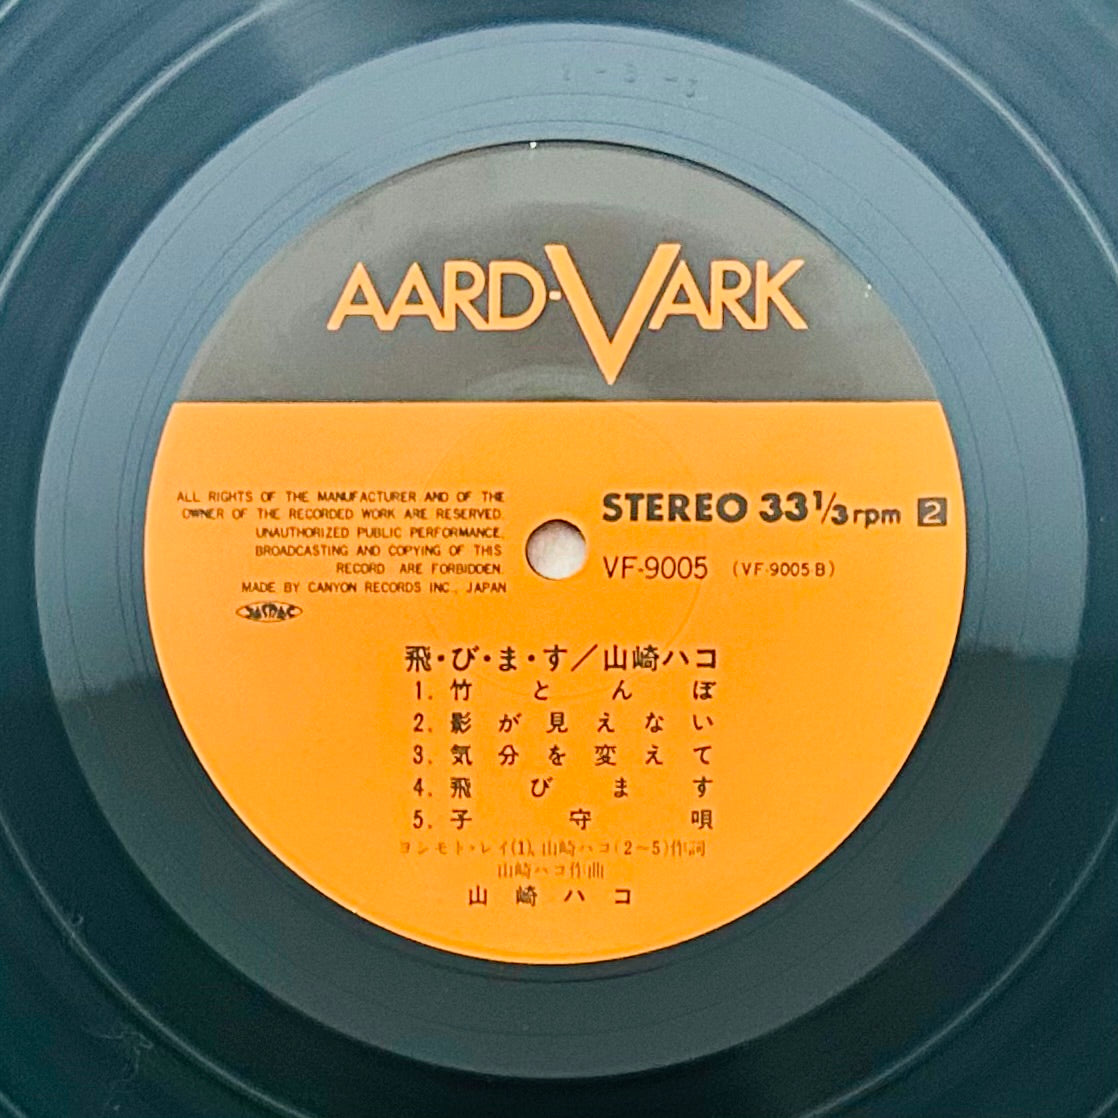 AARD-VARK
ALL RIGHTS OF THE MANUFACTURER AND OF THE
OWNER OF THE RECORDED WORK ARE RESERVED.
UNAUTHORIZED PUBLIC PERFORMANCE,
BROADCASTING AND COPYING OF THIS
RECORD ARE FORBIDDEN.
MADE BY CANYON RECORDS INC., JAPAN
JASRAC
STEREO 33 1/3 rpm 2
VF-9005 (VF-9005 B)
飛・び・ま・す／山崎ハコ
1. 竹とんぼ
2. 影が見えない
3. 気分を変えて
4. 飛びます
5. 子守唄
ヨシモト・レイ(1)、山崎ハコ(2〜5)作詞
山崎ハコ作曲
山崎ハコ